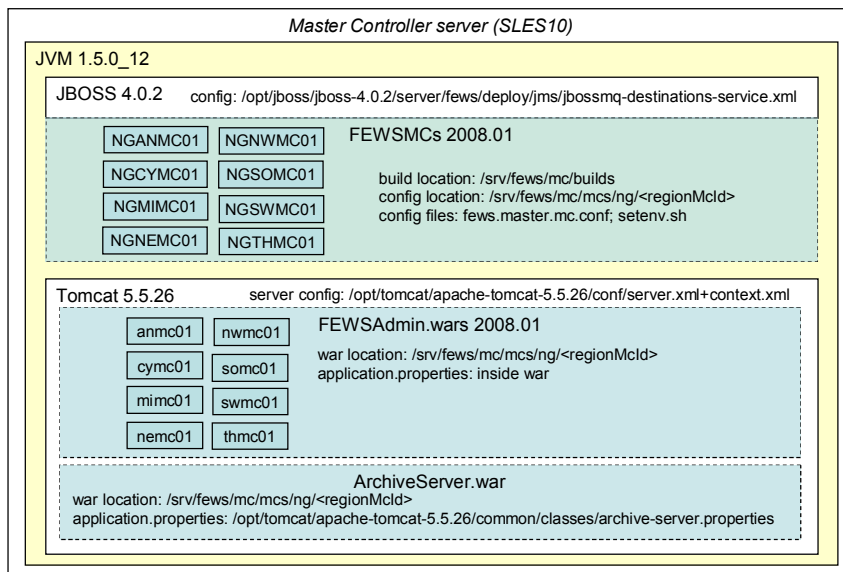 Master Controller server (SLES10)
JVM 1.5.0_12
JBOSS 4.0.2 config: /opt/jboss/jboss-4.0.2/server/fews/deploy/jms/jbossmq-destinations-service.xml
FEWSMCs 2008.01
NGANMC01 NGNWMC01
NGCYMC01 NGSOMC01
NGMIMC01 NGSWMC01
NGNEMC01 NGTHMC01
build location: /srv/fews/mc/builds
config location: /srv/fews/mc/mcs/ng/<regionMcId>
config files: fews.master.mc.conf; setenv.sh
Tomcat 5.5.26 server config: /opt/tomcat/apache-tomcat-5.5.26/conf/server.xml+context.xml
FEWSAdmin.wars 2008.01
anmc01 nwmc01
cymc01 somc01
mimc01 swmc01
nemc01 thmc01
war location: /srv/fews/mc/mcs/ng/<regionMcId>
application.properties: inside war
ArchiveServer.war
war location: /srv/fews/mc/mcs/ng/<regionMcId>
application.properties: /opt/tomcat/apache-tomcat-5.5.26/common/classes/archive-server.properties